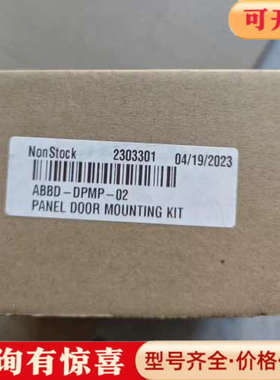 可开
NonStock 2303301 04/19/2023
ABBD-DPMP-02
PANEL DOOR MOUNTING KIT
询有惊喜
型号齐全·价格